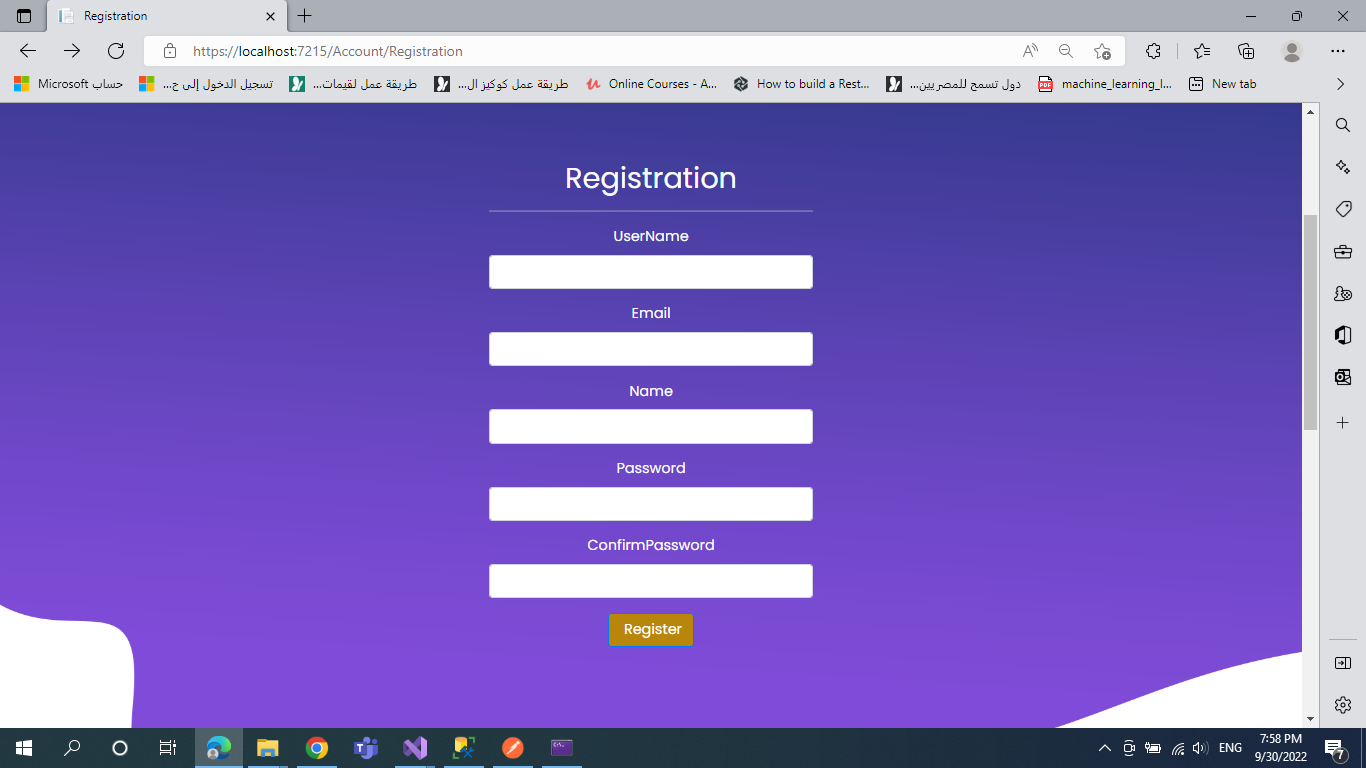 Registration
https://localhost:7215/Account/Registration
حساب Microsoft
تسجيل الدخول إلى ح...
طريقة عمل لقيمات...
طريقة عمل كوكيز ال...
Online Courses - A...
How to build a Rest...
دول تسمح للمصريين...
machine_learning_l...
New tab
Registration
UserName
Email
Name
Password
ConfirmPassword
Register
ENG
7:58 PM
9/30/2022
7